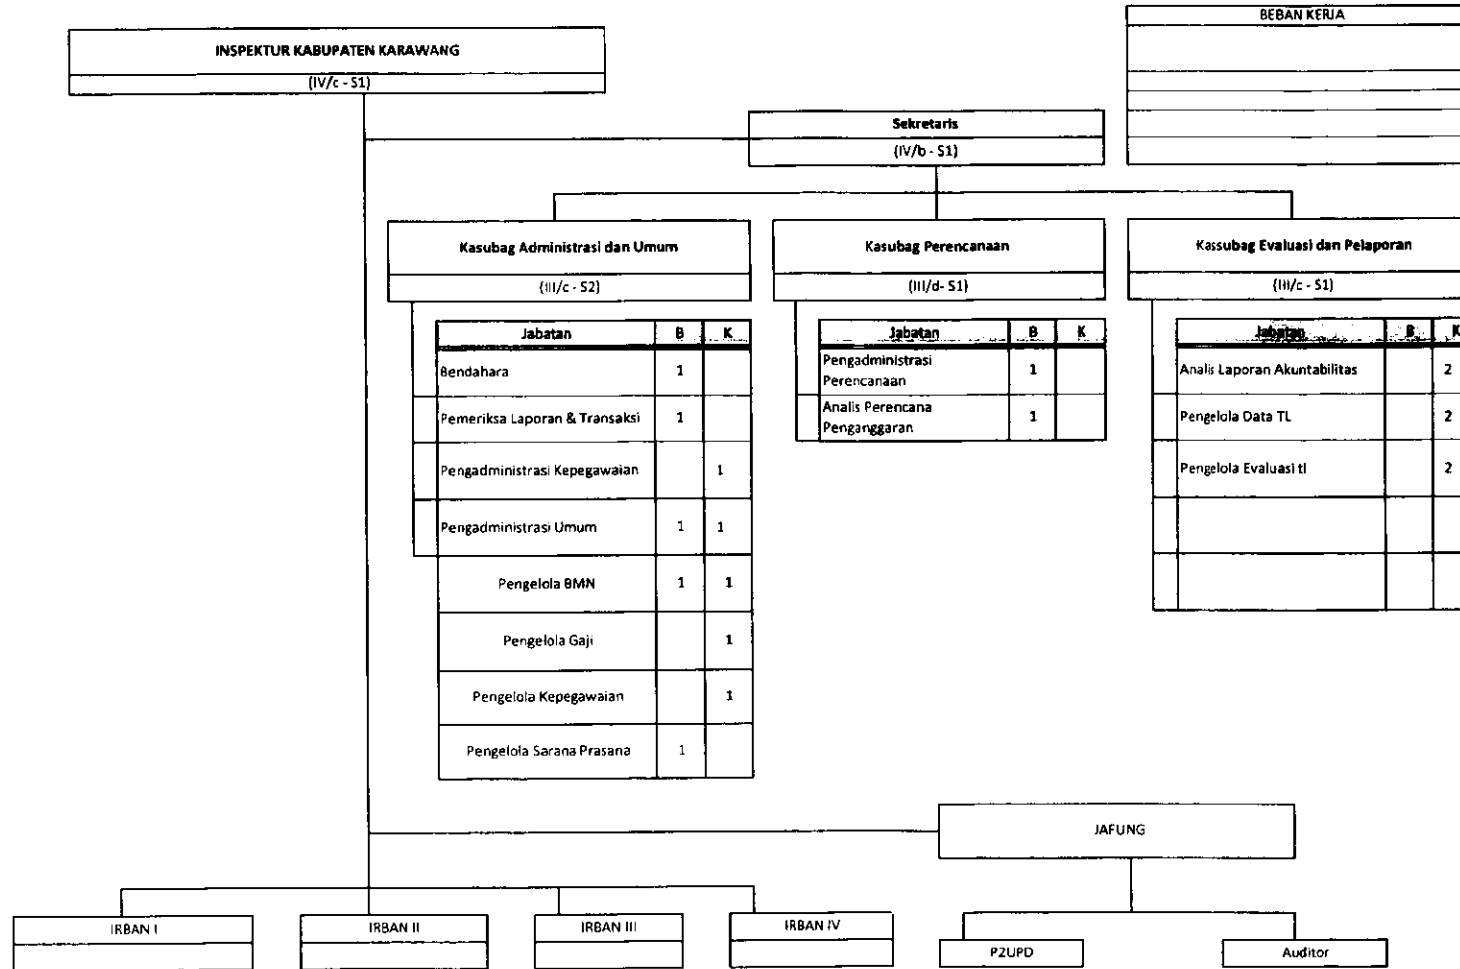 BEBAN KERJA
INSPEKTUR KABUPATEN KARAWANG
(IV/c - S1)
Sekretaris
(IV/b - S1)
Kasubag Administrasi dan Umum
(III/c - S2)
Kasubag Perencanaan
(III/d- S1)
Kassubag Evaluasi dan Pelaporan
(III/c - S1)
Jabatan B K
Bendahara 1
Pemeriksa Laporan & Transaksi 1
Pengadministrasi Kepegawaian 1
Pengadministrasi Umum 1 1
Pengelola BMN 1 1
Pengelola Gaji 1
Pengelola Kepegawaian 1
Pengelola Sarana Prasana 1
Jabatan B K
Pengadministrasi
Perencanaan 1
Analis Perencana
Penganggaran 1
Jabatan B K
Analis Laporan Akuntabilitas 2
Pengelola Data TL 2
Pengelola Evaluasi tl 2
JAFUNG
IRBAN I
IRBAN II
IRBAN III
IRBAN IV
P2UPD
Auditor